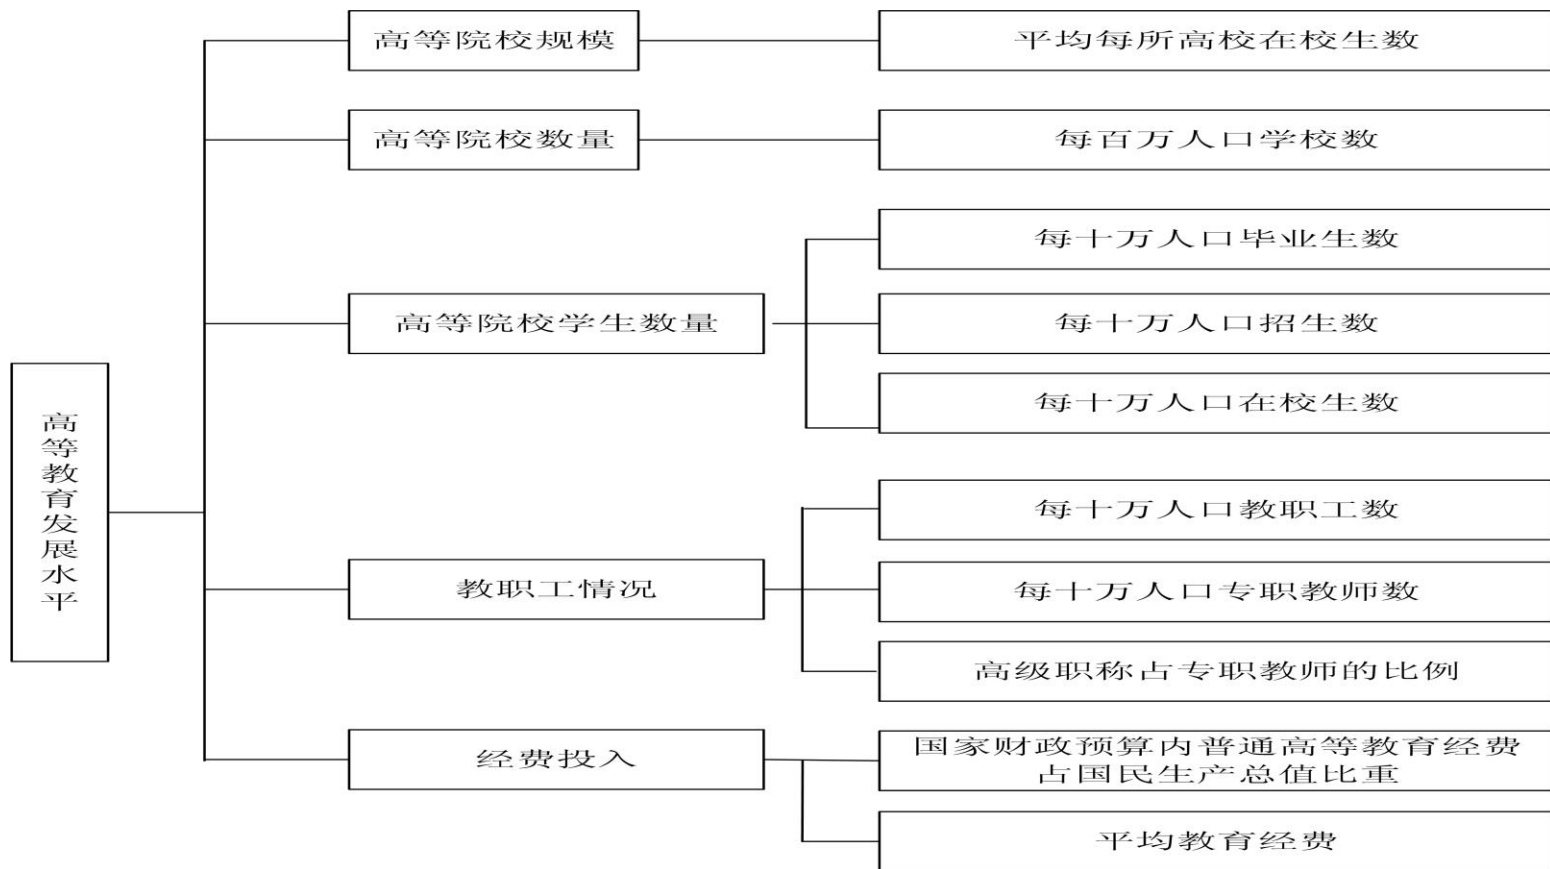 高等院校规模
平均每所高校在校生数
高等院校数量
每百万人口学校数
每十万人口毕业生数
高等院校学生数量
每十万人口招生数
每十万人口在校生数
高等教育发展水平
每十万人口教职工数
教职工情况
每十万人口专职教师数
高级职称占专职教师的比例
经费投入
国家财政预算内普通高等教育经费
占国民生产总值比重
平均教育经费